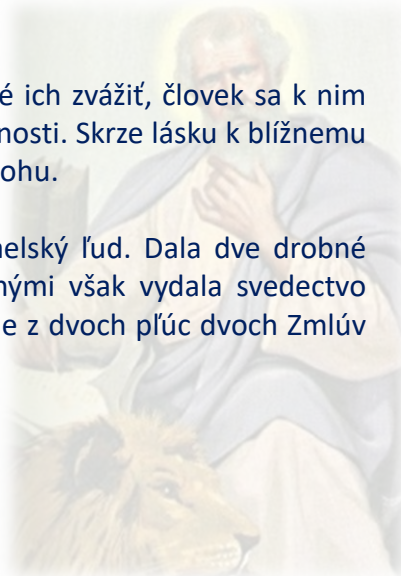 é ich zvážiť, človek sa k nim
nosti. Skrze lásku k blížnemu
ohu.
elský ľud. Dala dve drobné
nými však vydala svedectvo
e z dvoch pľúc dvoch Zmlúv